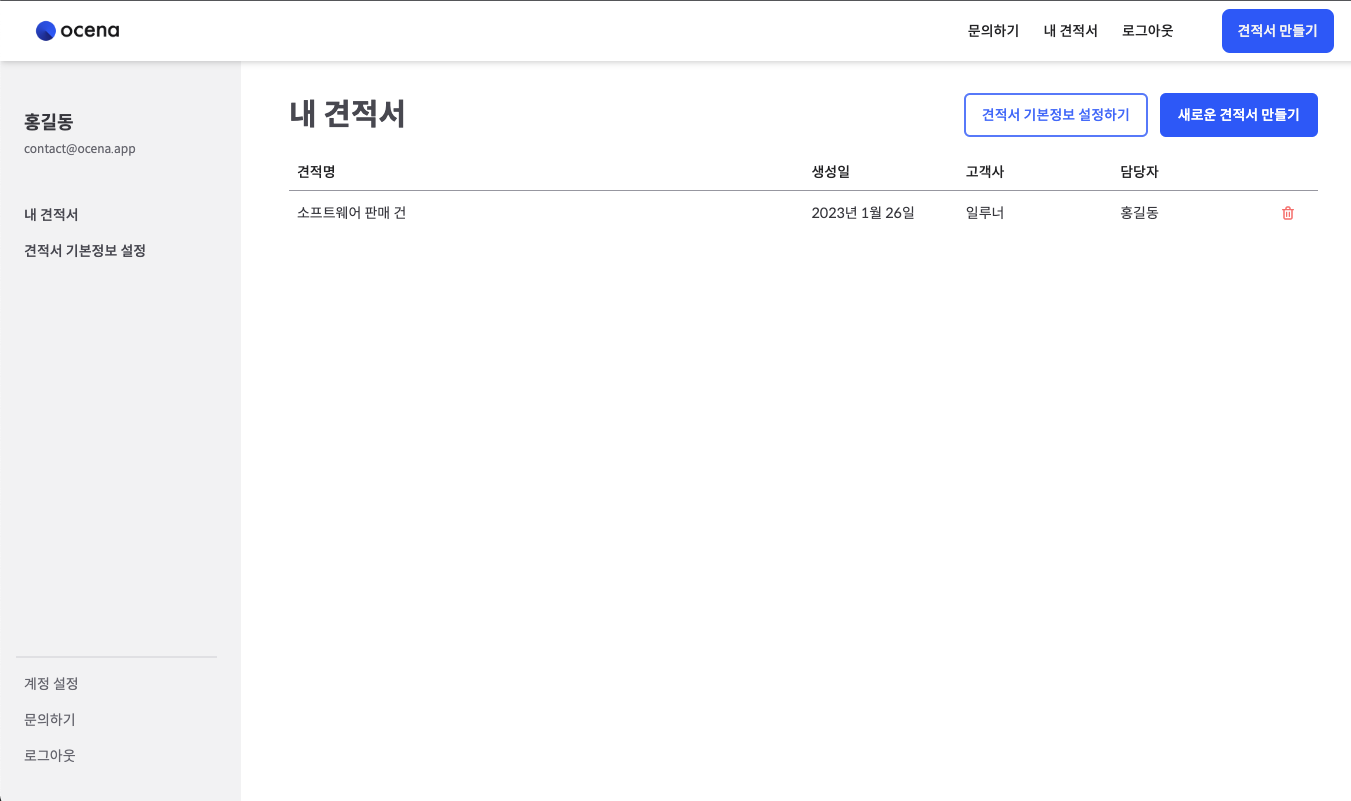 ocena
문의하기 내 견적서 로그아웃 견적서 만들기
홍길동
contact@ocena.app
내 견적서
견적서 기본정보 설정
계정 설정
문의하기
로그아웃
내 견적서
견적서 기본정보 설정하기 새로운 견적서 만들기
견적명 생성일 고객사 담당자
소프트웨어 판매 건 2023년 1월 26일 일루너 홍길동